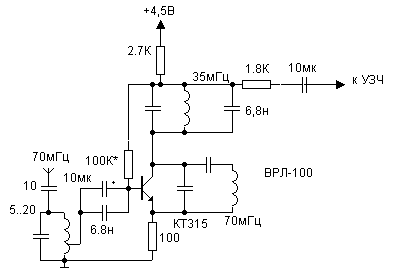 +4,5В
2.7К
35мГц
1.8К
10мк
к УЗЧ
6,8н
70мГц
10мк
100К*
ВРЛ-100
10
+
5..20
6.8н
КТ315
70мГц
100